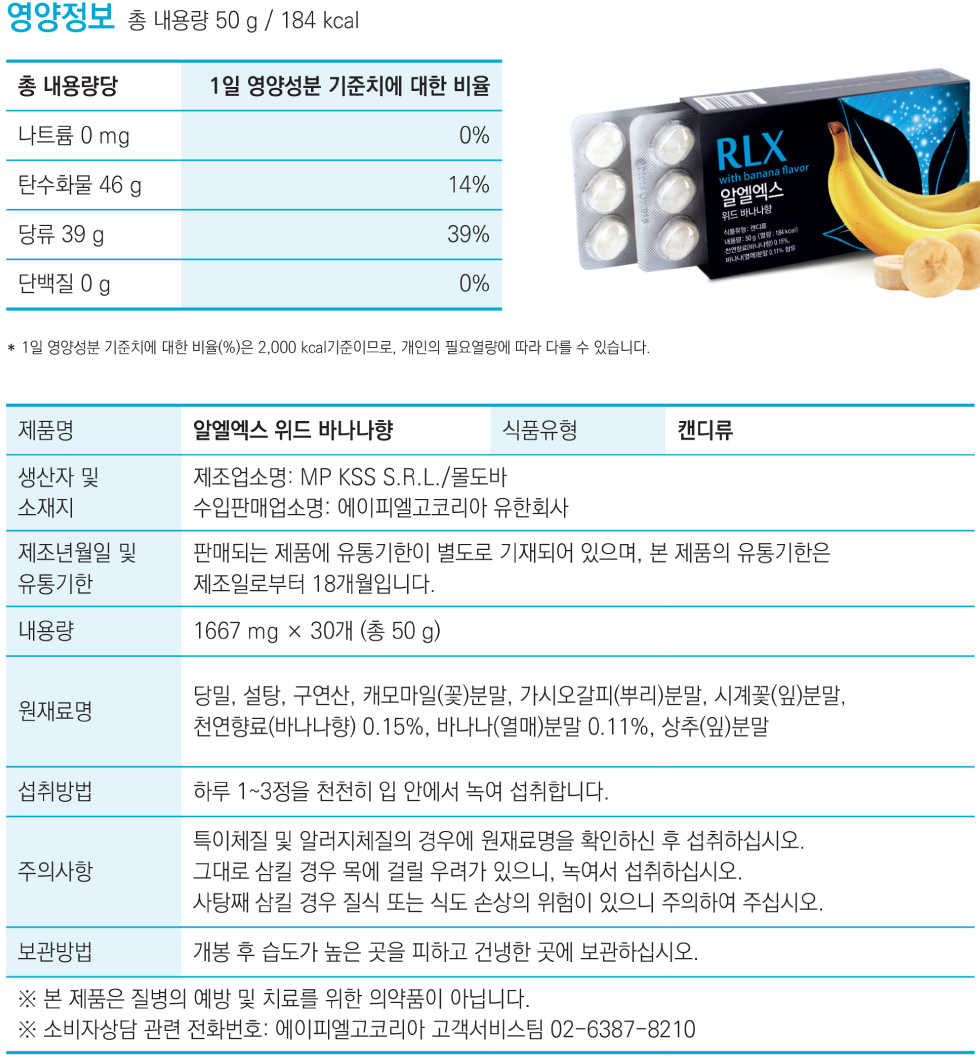 영양정보 총 내용량 50 g / 184 kcal
총 내용량당 1일 영양성분 기준치에 대한 비율
나트륨 0 mg 0%
탄수화물 46 g 14%
당류 39 g 39%
단백질 0 g 0%
RLX
with banana flavor
알엘엑스
위드 바나나향
식품유형: 캔디류
내용량: 50 g (열량: 184 kcal)
천연향료(바나나향) 0.15%,
바나나(열매)분말 0.11% 함유
* 1일 영양성분 기준치에 대한 비율(%)은 2,000 kcal기준이므로, 개인의 필요열량에 따라 다를 수 있습니다.
제품명 알엘엑스 위드 바나나향 식품유형 캔디류
생산자 및 제조업소명: MP KSS S.R.L./몰도바
소재지 수입판매업소명: 에이피엘고코리아 유한회사
제조년월일 및 판매되는 제품에 유통기한이 별도로 기재되어 있으며, 본 제품의 유통기한은
유통기한 제조일로부터 18개월입니다.
내용량 1667 mg × 30개 (총 50 g)
원재료명 당밀, 설탕, 구연산, 캐모마일(꽃)분말, 가시오갈피(뿌리)분말, 시계꽃(잎)분말,
천연향료(바나나향) 0.15%, 바나나(열매)분말 0.11%, 상추(잎)분말
섭취방법 하루 1~3정을 천천히 입 안에서 녹여 섭취합니다.
주의사항 특이체질 및 알러지체질의 경우에 원재료명을 확인하신 후 섭취하십시오.
그대로 삼킬 경우 목에 걸릴 우려가 있으니, 녹여서 섭취하십시오.
사탕째 삼킬 경우 질식 또는 식도 손상의 위험이 있으니 주의하여 주십시오.
보관방법 개봉 후 습도가 높은 곳을 피하고 건냉한 곳에 보관하십시오.
※ 본 제품은 질병의 예방 및 치료를 위한 의약품이 아닙니다.
※ 소비자상담 관련 전화번호: 에이피엘고코리아 고객서비스팀 02-6387-8210